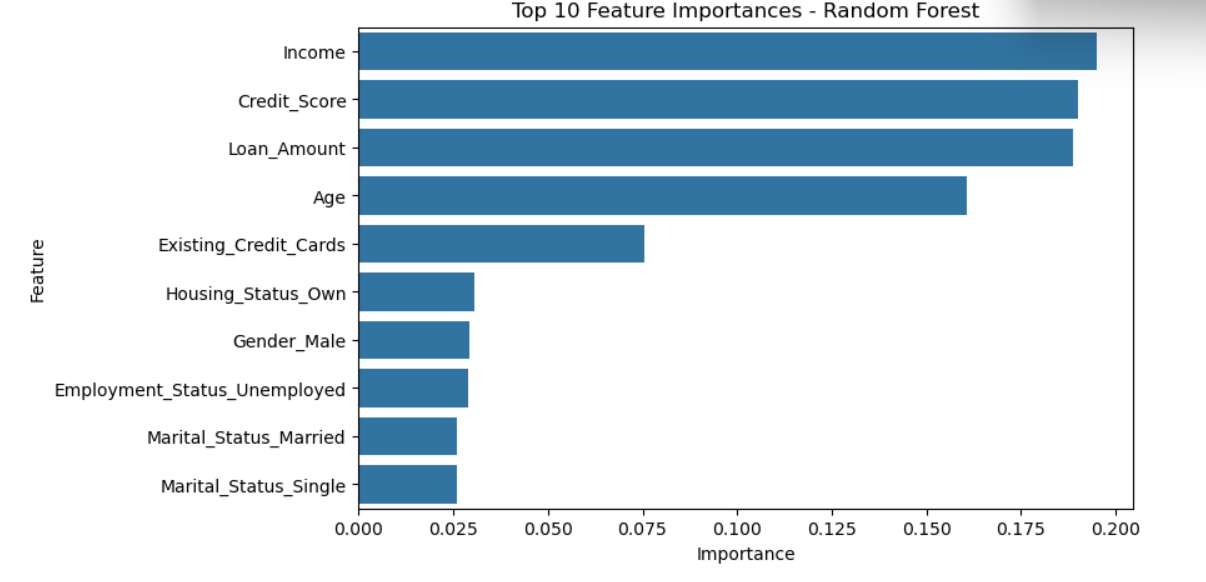 Top 10 Feature Importances - Random Forest
Income
Credit_Score
Loan_Amount
Age
Existing_Credit_Cards
Housing_Status_Own
Gender_Male
Employment_Status_Unemployed
Marital_Status_Married
Marital_Status_Single
Feature
0.000 0.025 0.050 0.075 0.100 0.125 0.150 0.175 0.200
Importance